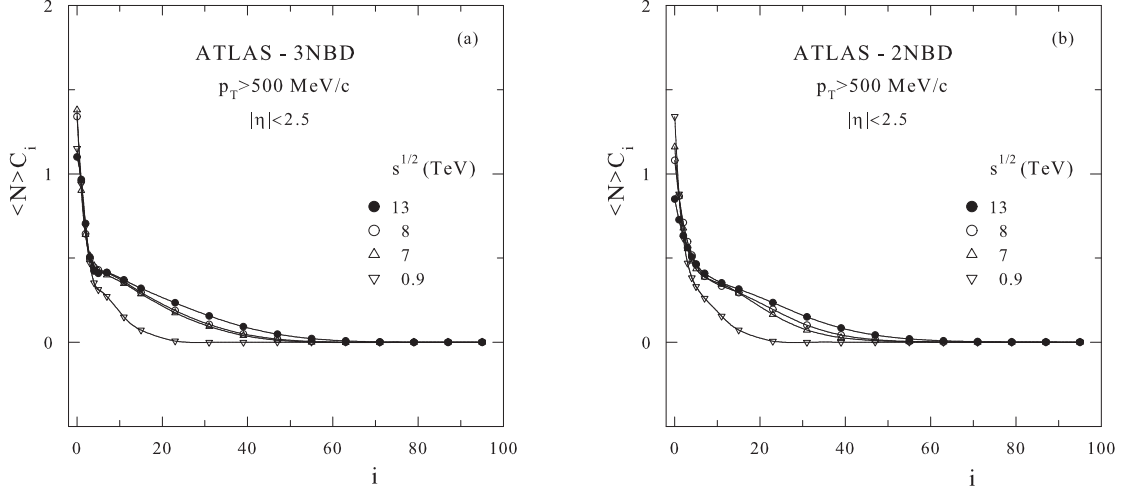 2
(a)
ATLAS - 3NBD
p_T>500 MeV/c
|η|<2.5
<N>C_i
s^{1/2} (TeV)
1
13
8
7
0.9
0
0 20 40 60 80 100
i
2
(b)
ATLAS - 2NBD
p_T>500 MeV/c
|η|<2.5
<N>C_i
s^{1/2} (TeV)
1
13
8
7
0.9
0
0 20 40 60 80 100
i